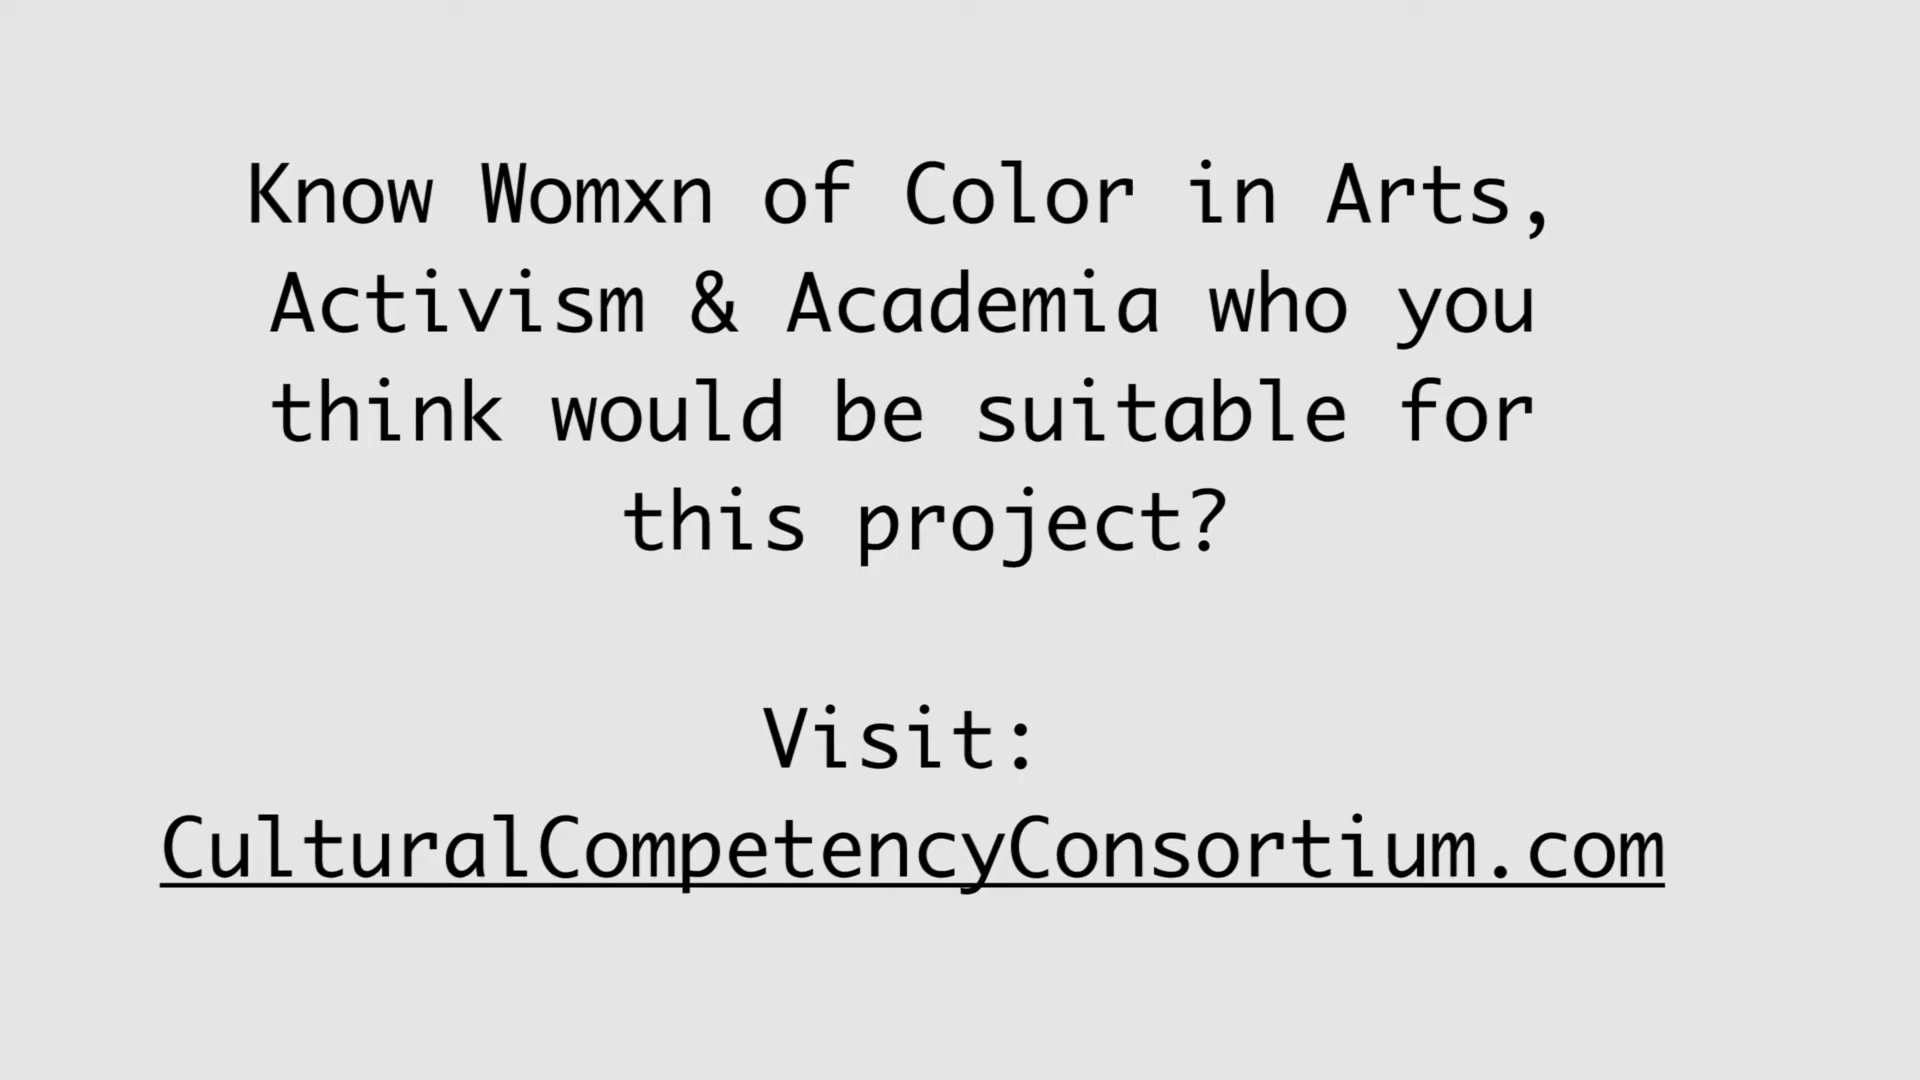 Know Womxn of Color in Arts,
Activism & Academia who you
think would be suitable for
this project?
Visit:
CulturalCompetencyConsortium.com